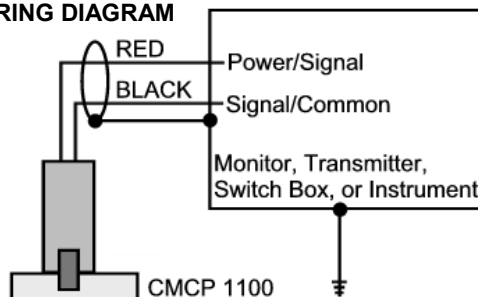 RING DIAGRAM
RED
Power/Signal
BLACK
Signal/Common
Monitor, Transmitter,
Switch Box, or Instrument
CMCP 1100